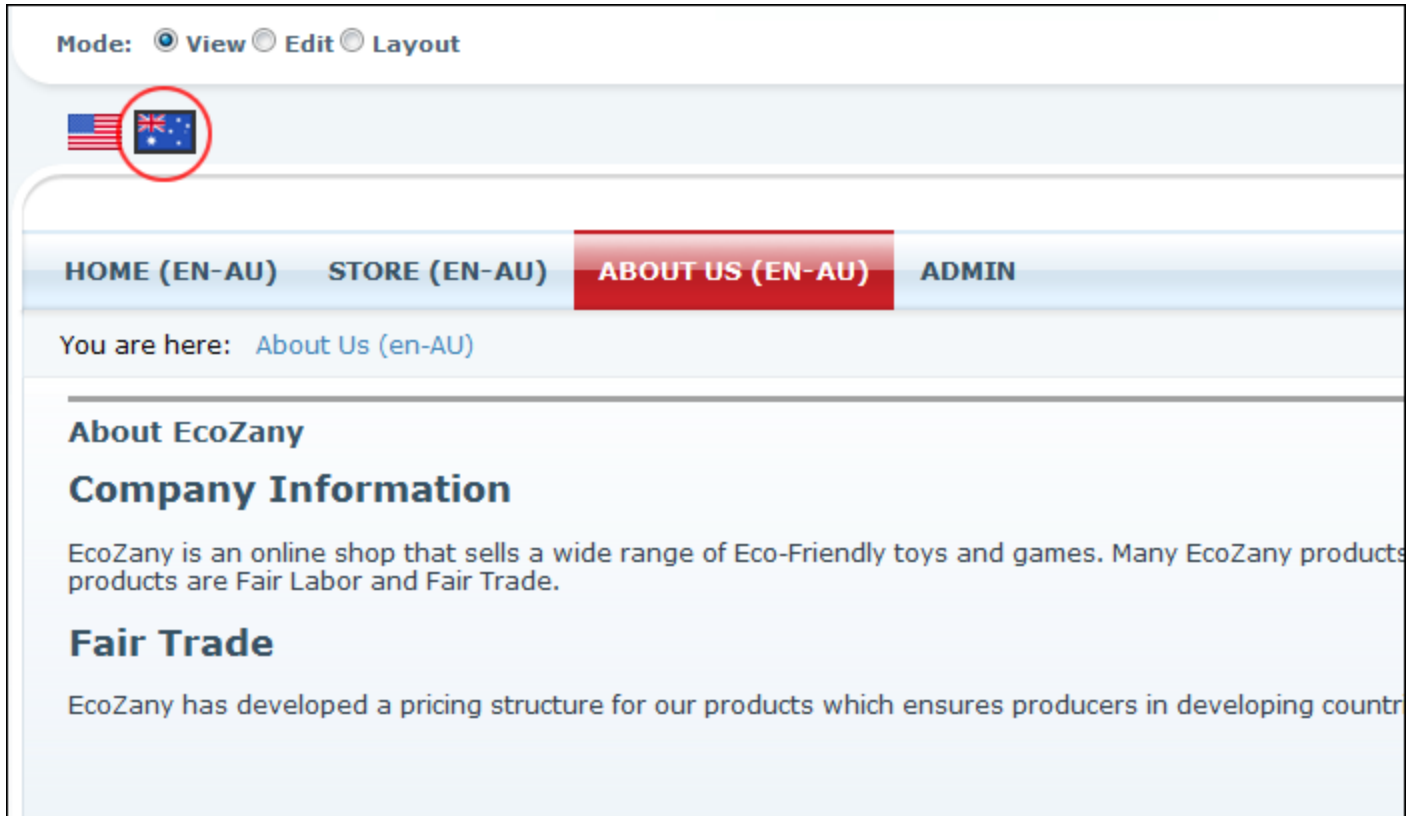 Mode: View Edit Layout
HOME (EN-AU) STORE (EN-AU) ABOUT US (EN-AU) ADMIN
You are here: About Us (en-AU)
About EcoZany
Company Information
EcoZany is an online shop that sells a wide range of Eco-Friendly toys and games. Many EcoZany products
products are Fair Labor and Fair Trade.
Fair Trade
EcoZany has developed a pricing structure for our products which ensures producers in developing countr